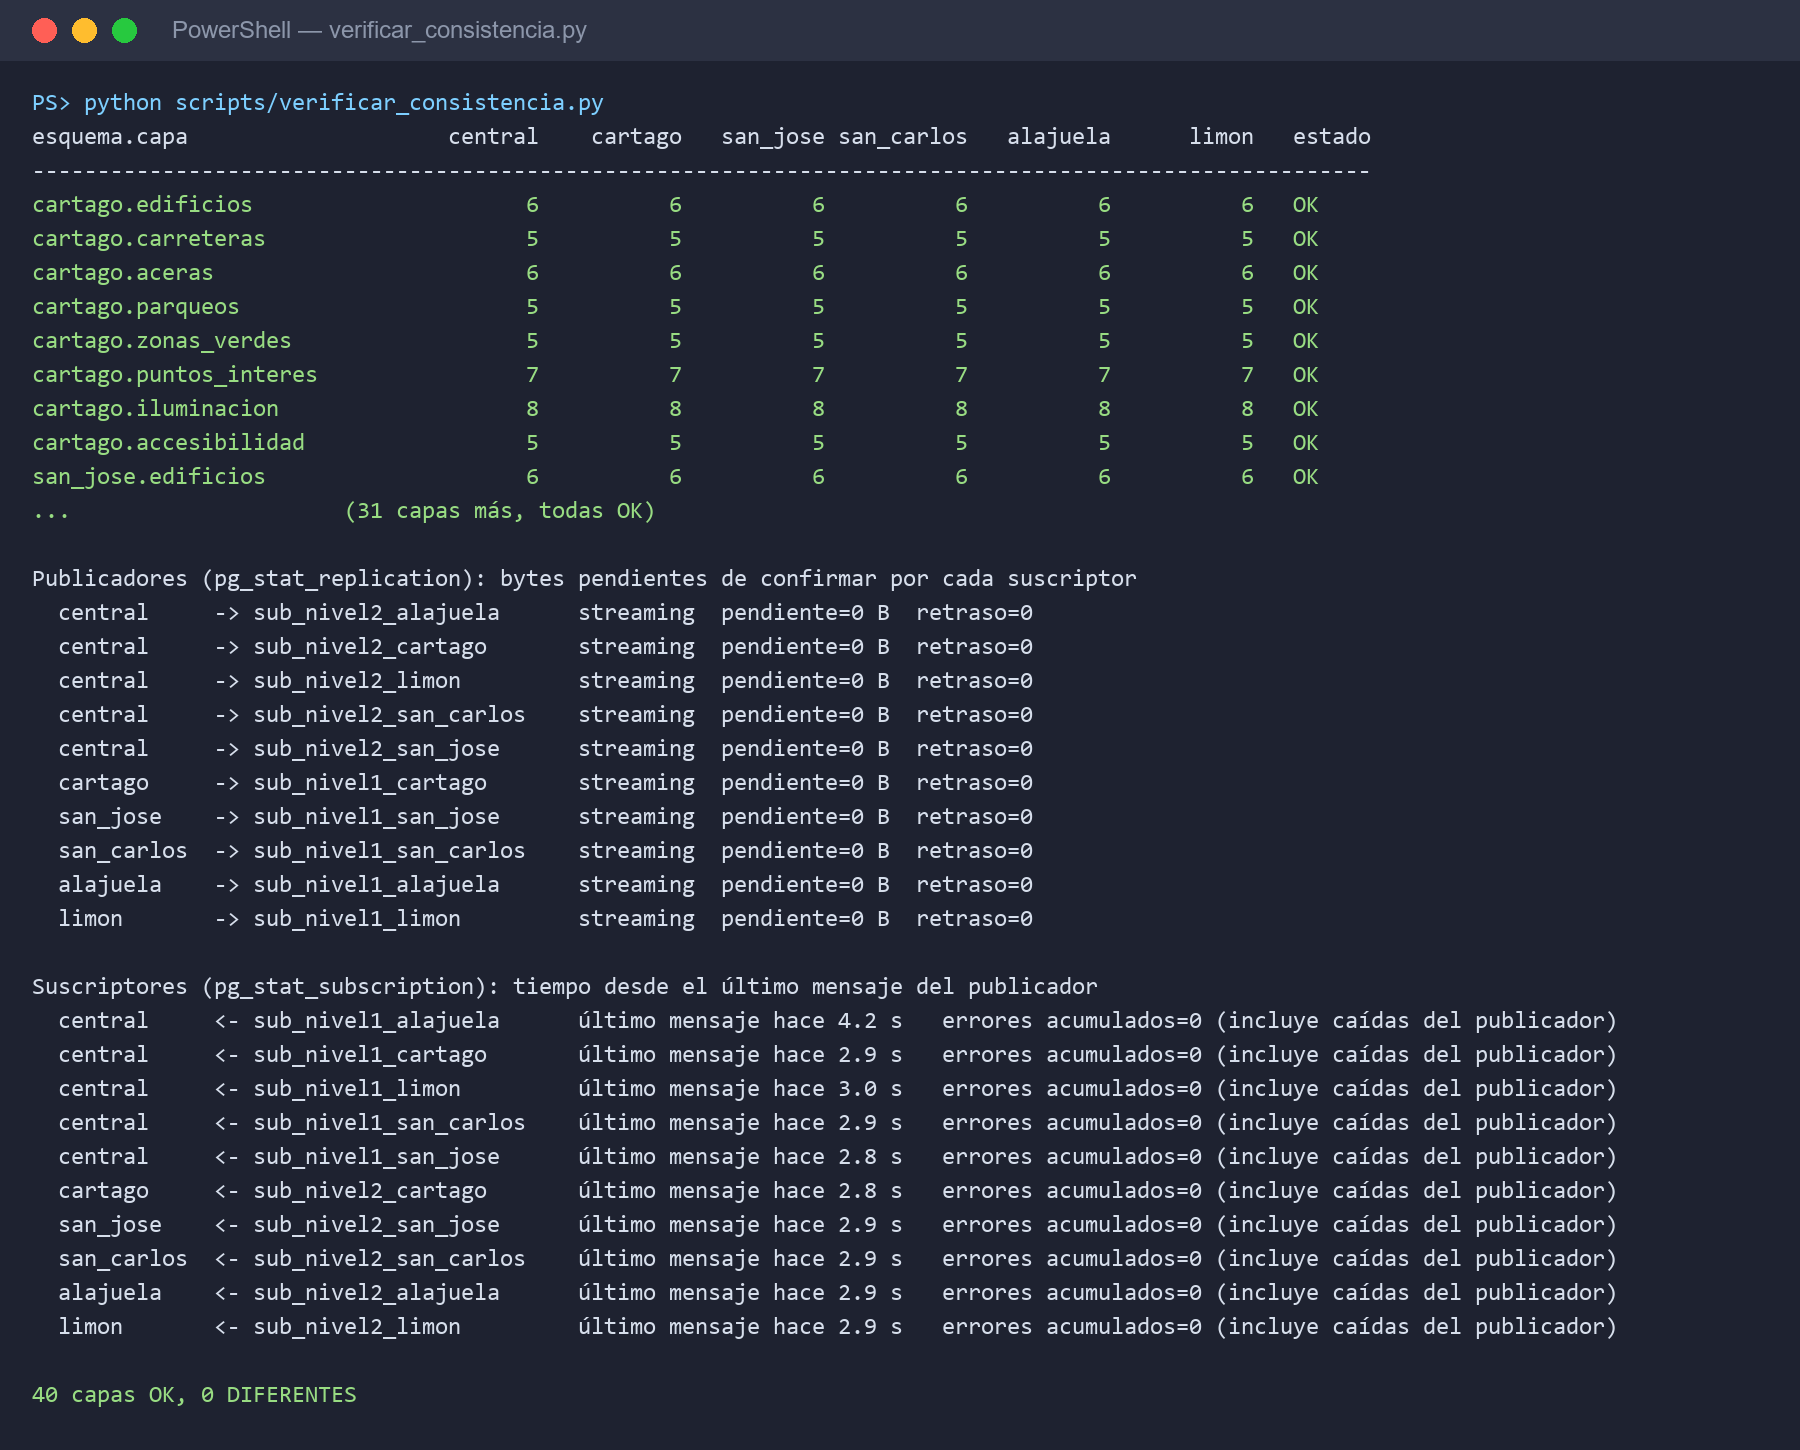 PowerShell — verificar_consistencia.py
PS> python scripts/verificar_consistencia.py
esquema.capa central cartago san_jose san_carlos alajuela limon estado
-------------------------------------------------------------------------------------------------------
cartago.edificios 6 6 6 6 6 6 OK
cartago.carreteras 5 5 5 5 5 5 OK
cartago.aceras 6 6 6 6 6 6 OK
cartago.parqueos 5 5 5 5 5 5 OK
cartago.zonas_verdes 5 5 5 5 5 5 OK
cartago.puntos_interes 7 7 7 7 7 7 OK
cartago.iluminacion 8 8 8 8 8 8 OK
cartago.accesibilidad 5 5 5 5 5 5 OK
san_jose.edificios 6 6 6 6 6 6 OK
... (31 capas más, todas OK)
Publicadores (pg_stat_replication): bytes pendientes de confirmar por cada suscriptor
central -> sub_nivel2_alajuela streaming pendiente=0 B retraso=0
central -> sub_nivel2_cartago streaming pendiente=0 B retraso=0
central -> sub_nivel2_limon streaming pendiente=0 B retraso=0
central -> sub_nivel2_san_carlos streaming pendiente=0 B retraso=0
central -> sub_nivel2_san_jose streaming pendiente=0 B retraso=0
cartago -> sub_nivel1_cartago streaming pendiente=0 B retraso=0
san_jose -> sub_nivel1_san_jose streaming pendiente=0 B retraso=0
san_carlos -> sub_nivel1_san_carlos streaming pendiente=0 B retraso=0
alajuela -> sub_nivel1_alajuela streaming pendiente=0 B retraso=0
limon -> sub_nivel1_limon streaming pendiente=0 B retraso=0
Suscriptores (pg_stat_subscription): tiempo desde el último mensaje del publicador
central <- sub_nivel1_alajuela último mensaje hace 4.2 s errores acumulados=0 (incluye caídas del publicador)
central <- sub_nivel1_cartago último mensaje hace 2.9 s errores acumulados=0 (incluye caídas del publicador)
central <- sub_nivel1_limon último mensaje hace 3.0 s errores acumulados=0 (incluye caídas del publicador)
central <- sub_nivel1_san_carlos último mensaje hace 2.9 s errores acumulados=0 (incluye caídas del publicador)
central <- sub_nivel1_san_jose último mensaje hace 2.8 s errores acumulados=0 (incluye caídas del publicador)
cartago <- sub_nivel2_cartago último mensaje hace 2.8 s errores acumulados=0 (incluye caídas del publicador)
san_jose <- sub_nivel2_san_jose último mensaje hace 2.9 s errores acumulados=0 (incluye caídas del publicador)
san_carlos <- sub_nivel2_san_carlos último mensaje hace 2.9 s errores acumulados=0 (incluye caídas del publicador)
alajuela <- sub_nivel2_alajuela último mensaje hace 2.9 s errores acumulados=0 (incluye caídas del publicador)
limon <- sub_nivel2_limon último mensaje hace 2.9 s errores acumulados=0 (incluye caídas del publicador)
40 capas OK, 0 DIFERENTES